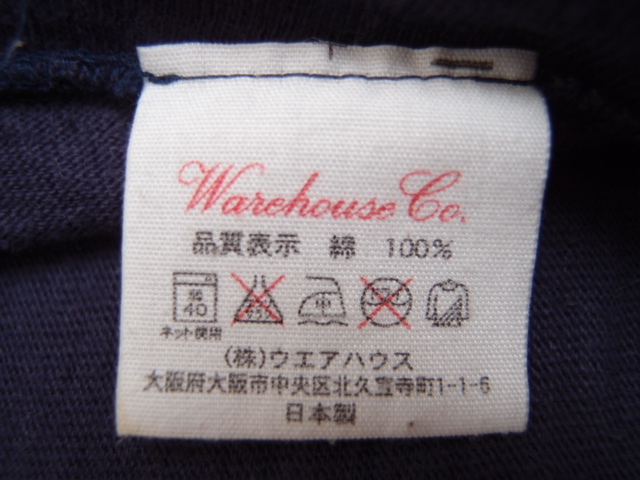 Warehouse Co.
品質表示 綿 100%
弱 40 中
ネット使用
(株)ウエアハウス
大阪府大阪市中央区北久宝寺町1-1-6
日本製